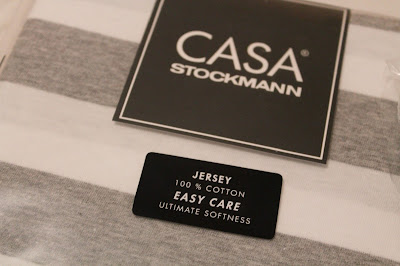 CASA®
STOCKMANN
JERSEY
100 % COTTON
EASY CARE
ULTIMATE SOFTNESS